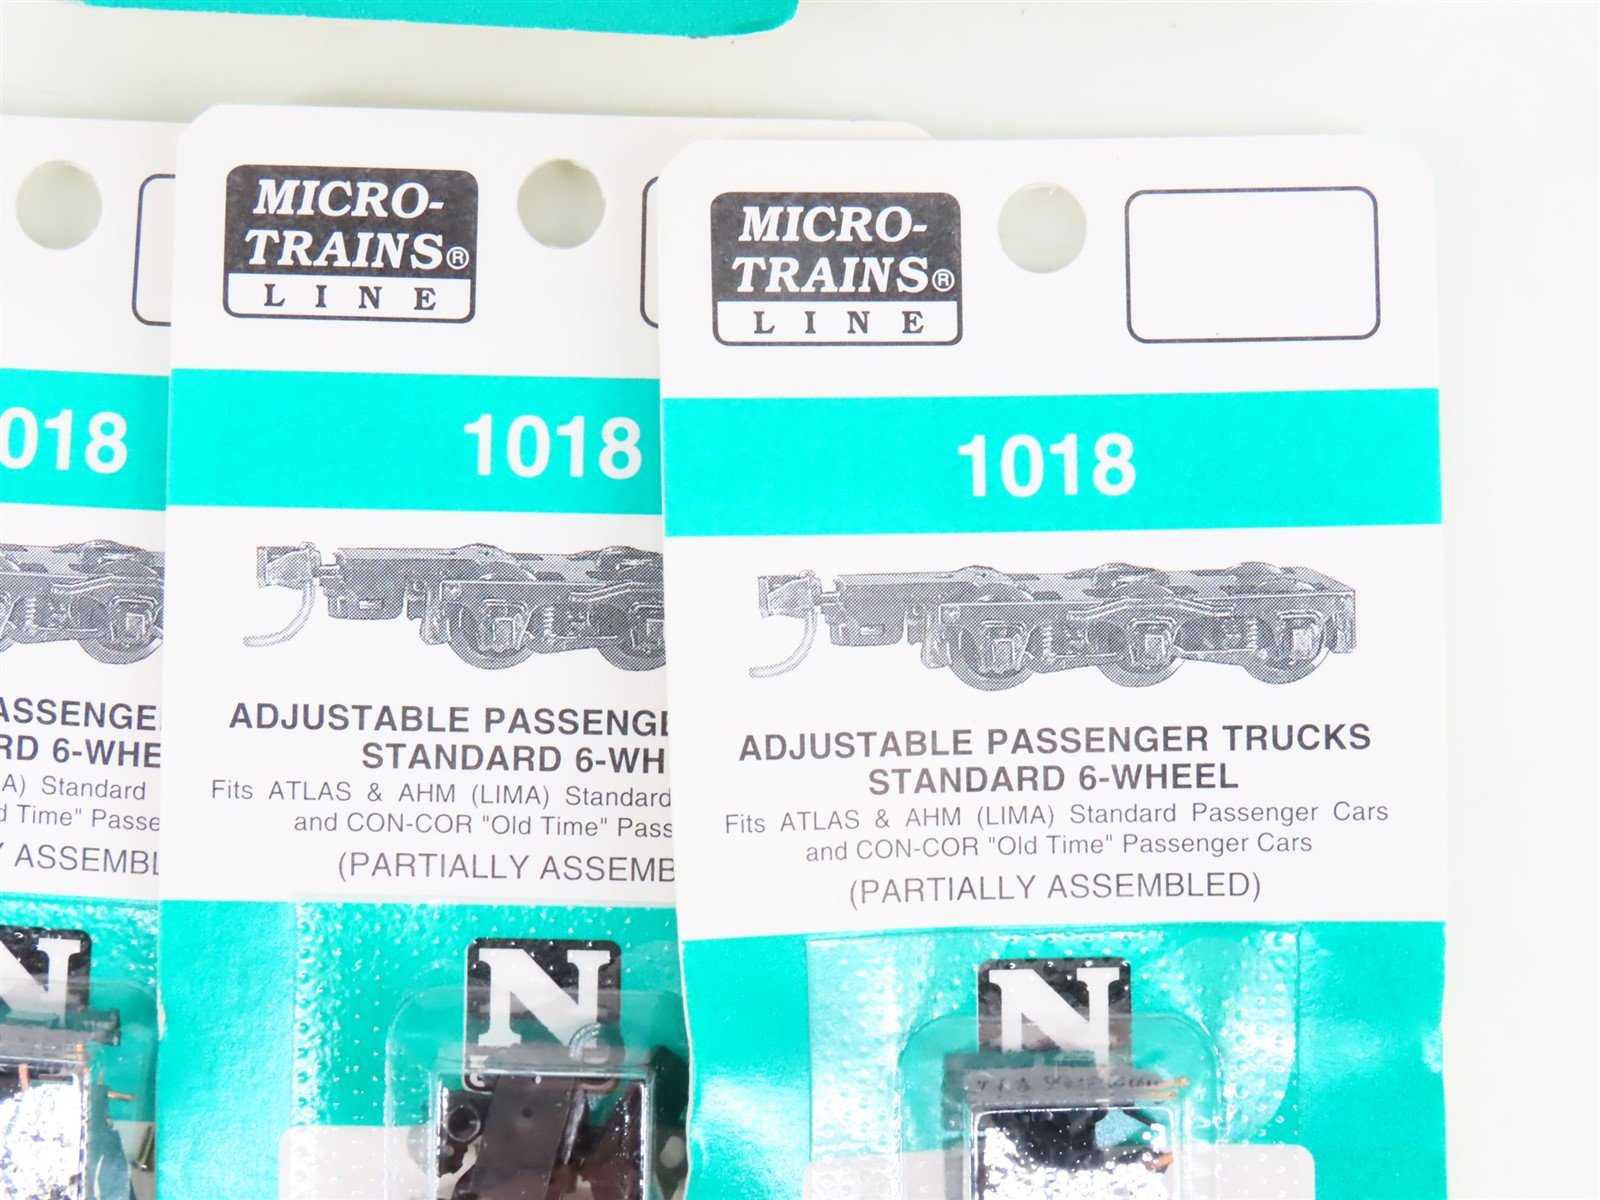 018
ASSENGE
RD 6-WHE
A) Standard
d Time" Passe
Y ASSEMBL
N
MICRO-
TRAINS®
LINE
1018
ADJUSTABLE PASSENGE
STANDARD 6-WH
Fits ATLAS & AHM (LIMA) Standard
and CON-COR "Old Time" Pass
(PARTIALLY ASSEMB
N
MICRO-
TRAINS®
LINE
1018
ADJUSTABLE PASSENGER TRUCKS
STANDARD 6-WHEEL
Fits ATLAS & AHM (LIMA) Standard Passenger Cars
and CON-COR "Old Time" Passenger Cars
(PARTIALLY ASSEMBLED)
N